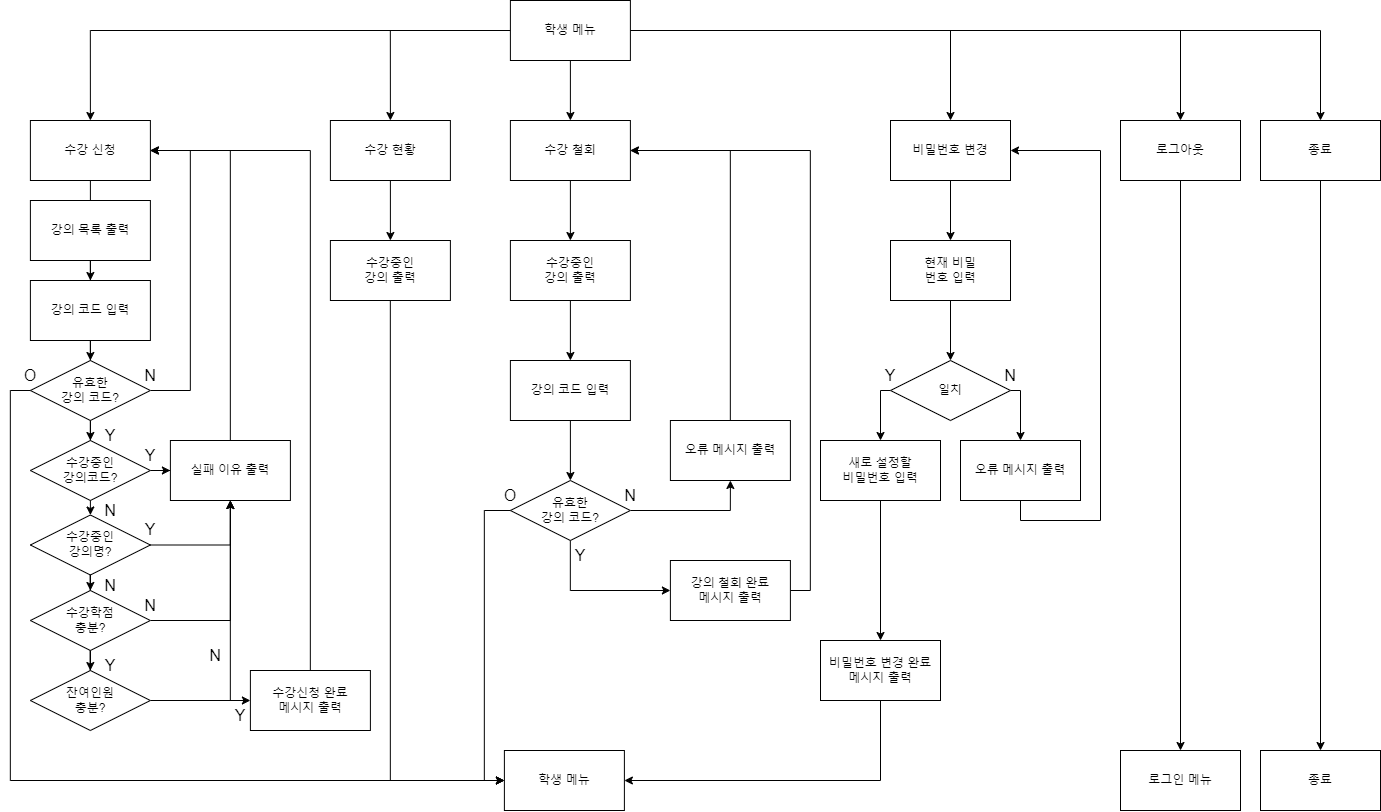 학생 메뉴
수강 신청
수강 현황
수강 철회
비밀번호 변경
로그아웃
종료
강의 목록 출력
수강중인
강의 출력
수강중인
강의 출력
현재 비밀
번호 입력
강의 코드 입력
O
유효한
강의 코드?
N
강의 코드 입력
Y
일치
N
Y
수강중인
강의코드?
Y
실패 이유 출력
오류 메시지 출력
새로 설정할
비밀번호 입력
오류 메시지 출력
N
수강중인
강의명?
Y
O
유효한
강의 코드?
N
Y
N
수강학점
충분?
N
강의 철회 완료
메시지 출력
N
Y
잔여인원
충분?
Y
수강신청 완료
메시지 출력
비밀번호 변경 완료
메시지 출력
학생 메뉴
로그인 메뉴
종료